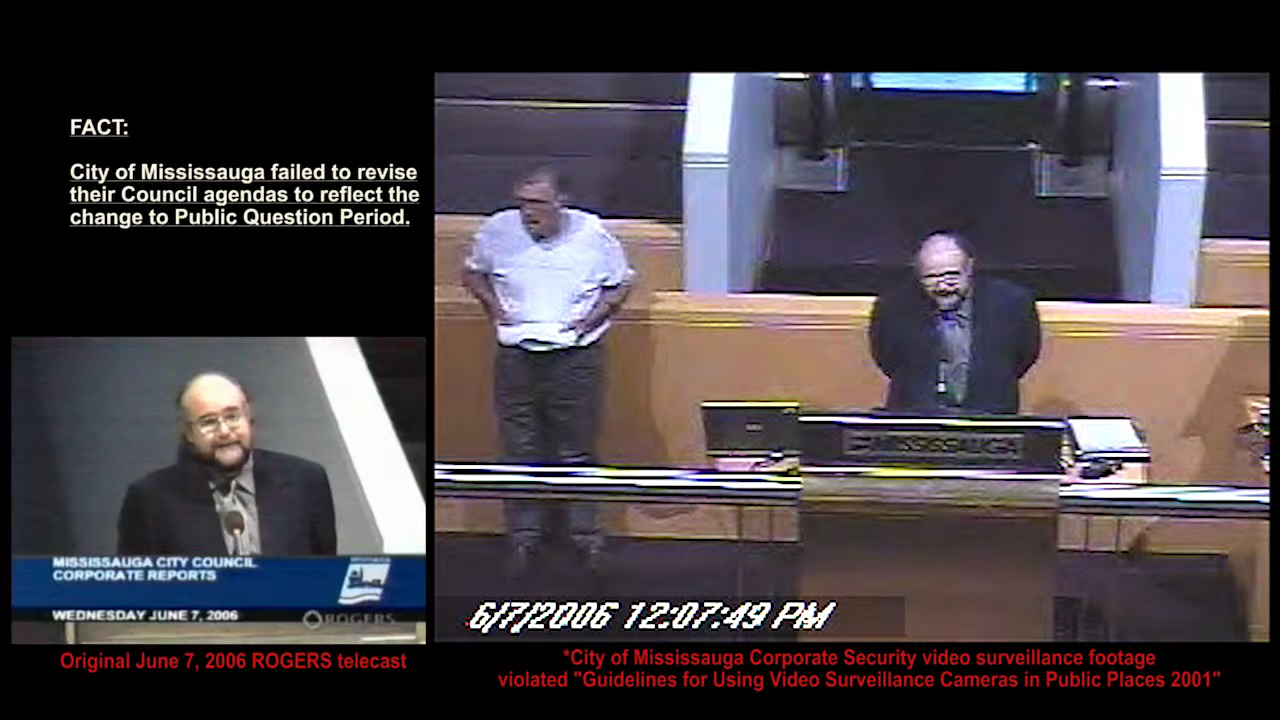 FACT:
City of Mississauga failed to revise
their Council agendas to reflect the
change to Public Question Period.
MISSISSAUGA CITY COUNCIL
CORPORATE REPORTS
WEDNESDAY JUNE 7, 2006
ROGERS
Original June 7, 2006 ROGERS telecast
MISSISSAUGA
6/7/2006 12:07:49 PM
*City of Mississauga Corporate Security video surveillance footage
violated "Guidelines for Using Video Surveillance Cameras in Public Places 2001"